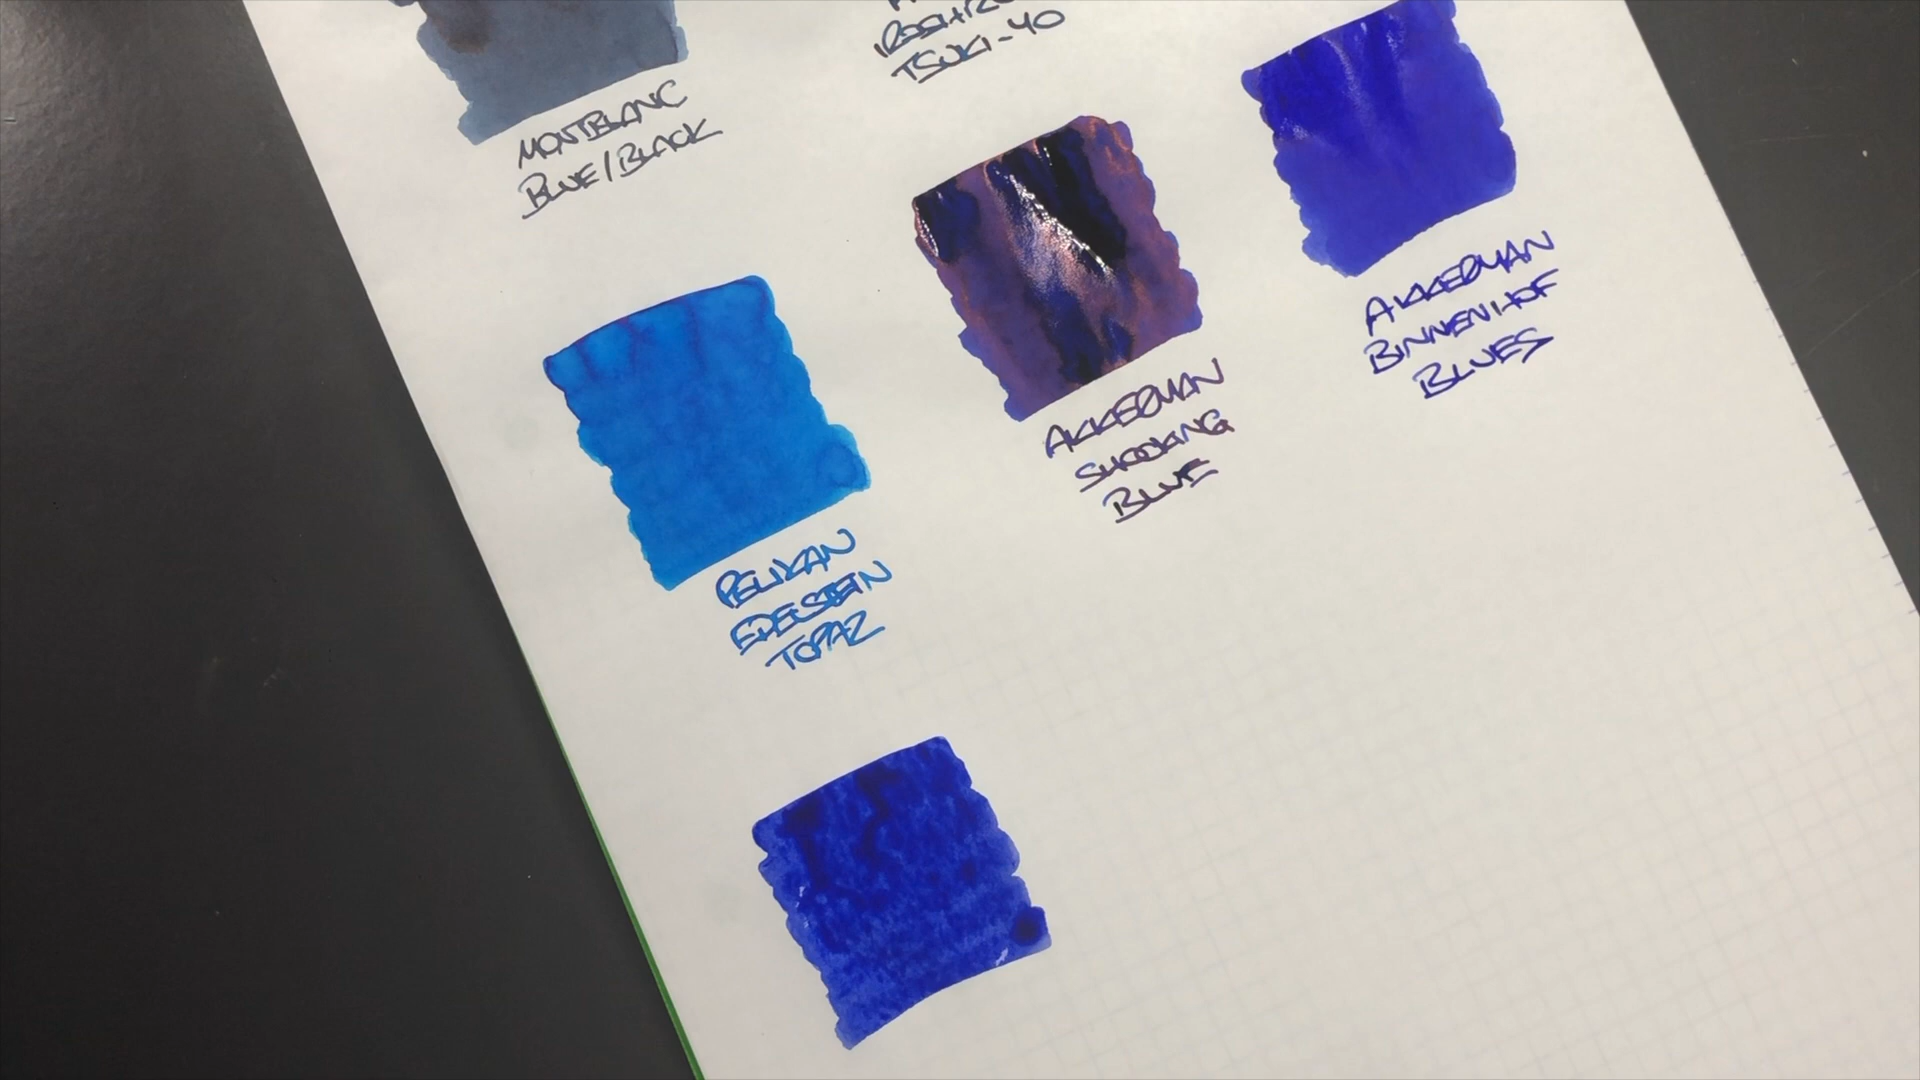 MONTBLANC
BLUE/BLACK
TSUKI-YO
PELIKAN
EDELSTEIN
TOPAZ
AKKERMAN
SHOCKING
BLUE
AKKERMAN
BINNENHOF
BLUES